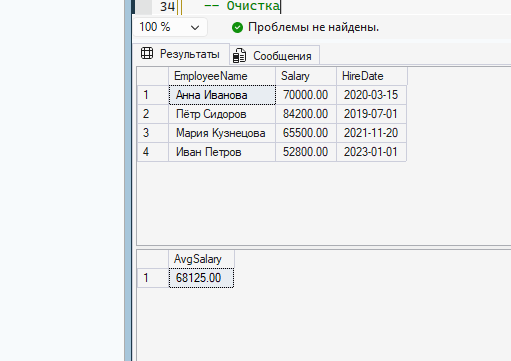 34 -- Очистка
100 % Проблемы не найдены.
Результаты Сообщения
EmployeeName Salary HireDate
1 Анна Иванова 70000.00 2020-03-15
2 Пётр Сидоров 84200.00 2019-07-01
3 Мария Кузнецова 65500.00 2021-11-20
4 Иван Петров 52800.00 2023-01-01
AvgSalary
1 68125.00